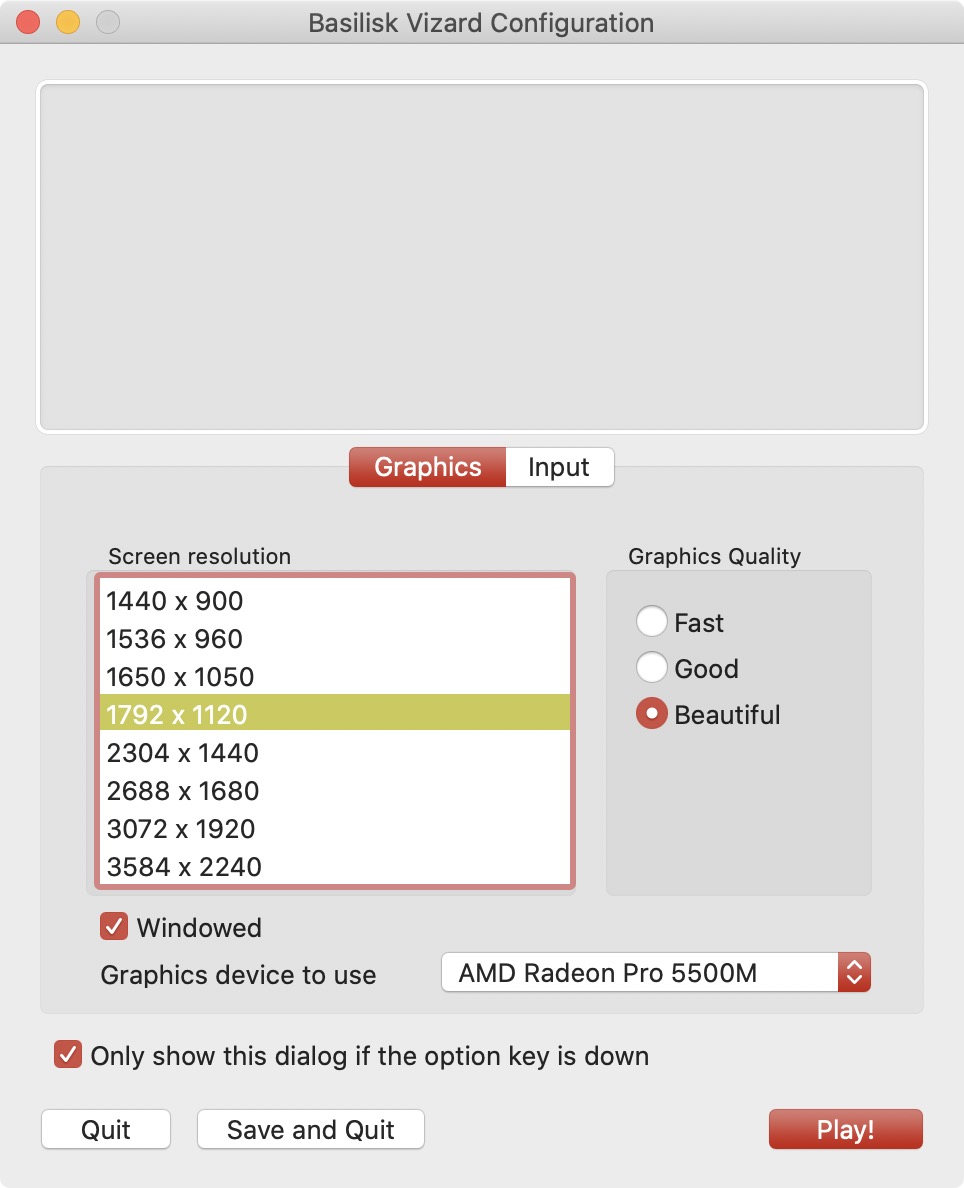 Basilisk Vizard Configuration
Graphics Input
Screen resolution
1440 x 900
1536 x 960
1650 x 1050
1792 x 1120
2304 x 1440
2688 x 1680
3072 x 1920
3584 x 2240
Graphics Quality
Fast
Good
Beautiful
Windowed
Graphics device to use AMD Radeon Pro 5500M
Only show this dialog if the option key is down
Quit Save and Quit Play!